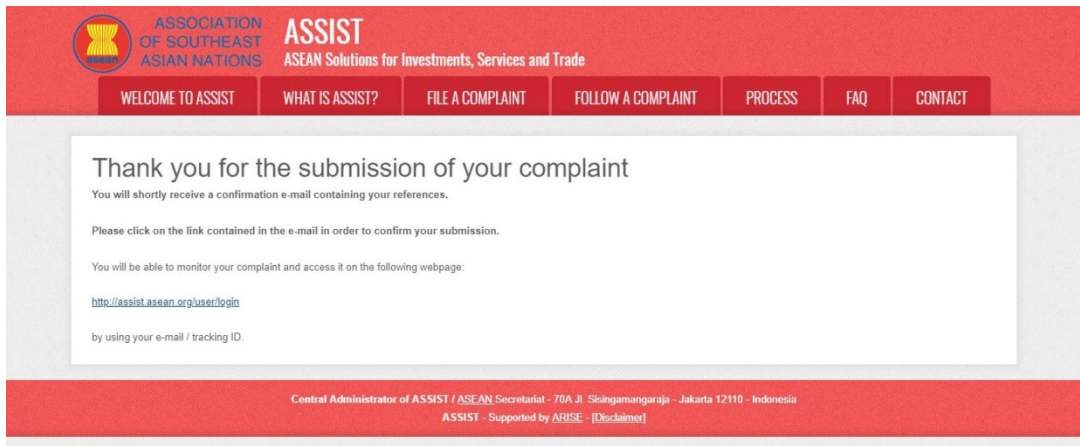 ASSOCIATION
OF SOUTHEAST
ASIAN NATIONS
asean
ASSIST
ASEAN Solutions for Investments, Services and Trade
WELCOME TO ASSIST WHAT IS ASSIST? FILE A COMPLAINT FOLLOW A COMPLAINT PROCESS FAQ CONTACT
Thank you for the submission of your complaint
You will shortly receive a confirmation e-mail containing your references.
Please click on the link contained in the e-mail in order to confirm your submission.
You will be able to monitor your complaint and access it on the following webpage:
http://assist.asean.org/user/login
by using your e-mail / tracking ID.
Central Administrator of ASSIST / ASEAN Secretariat - 70A Jl. Sisingamangaraja - Jakarta 12110 - Indonesia
ASSIST - Supported by ARISE - [Disclaimer]